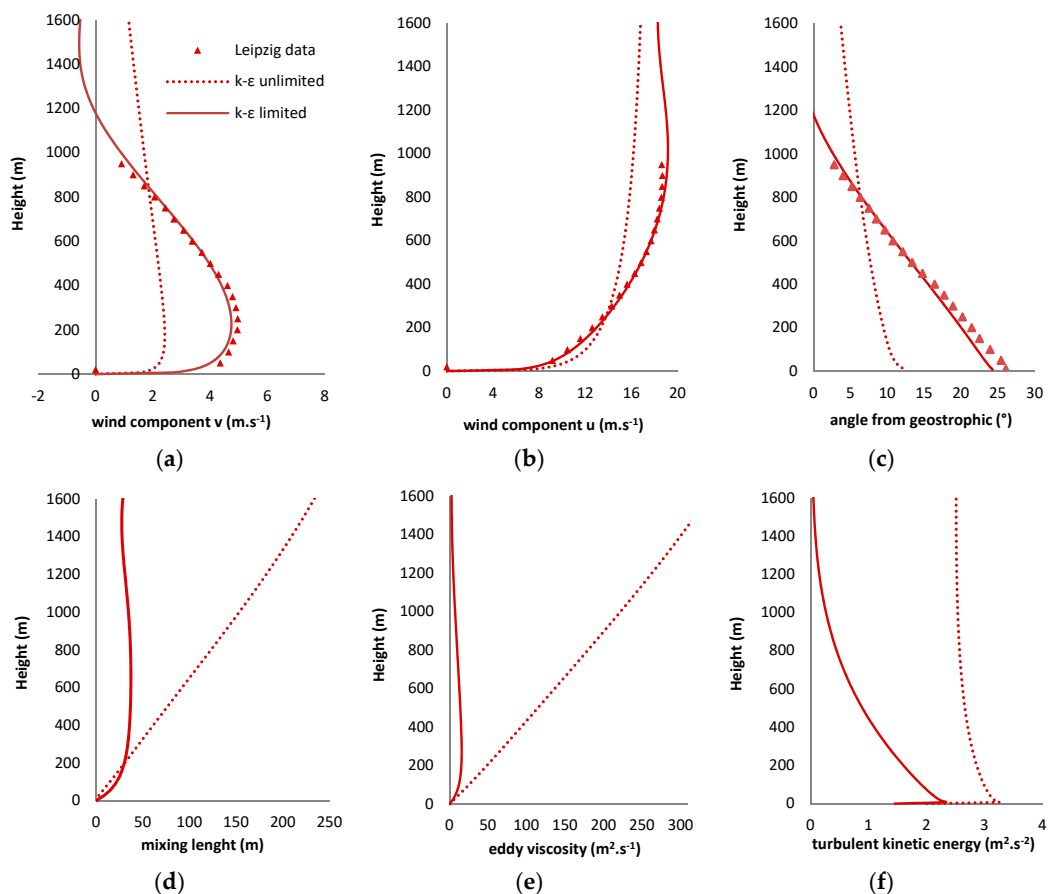 1600
1400
1200
1000
800
600
400
200
0
Height (m)
-2 0 2 4 6 8
wind component v (m.s-1)
Leipzig data
k-ε unlimited
k-ε limited
(a)
1600
1400
1200
1000
800
600
400
200
0
Height (m)
0 4 8 12 16 20
wind component u (m.s-1)
(b)
1600
1400
1200
1000
800
600
400
200
0
Height (m)
0 5 10 15 20 25 30
angle from geostrophic (°)
(c)
1600
1400
1200
1000
800
600
400
200
0
Height (m)
0 50 100 150 200 250
mixing lenght (m)
(d)
1600
1400
1200
1000
800
600
400
200
0
Height (m)
0 50 100 150 200 250 300
eddy viscosity (m2.s-1)
(e)
1600
1400
1200
1000
800
600
400
200
0
Height (m)
0 1 2 3 4
turbulent kinetic energy (m2.s-2)
(f)